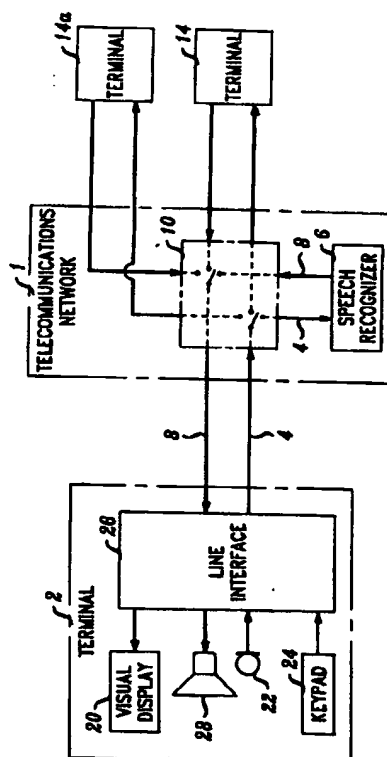 2
TERMINAL
20
VISUAL
DISPLAY
28
22
24
KEYPAD
26
LINE
INTERFACE
8
4
1
TELECOMMUNICATIONS
NETWORK
10
4
8
6
SPEECH
RECOGNIZER
14a
TERMINAL
14
TERMINAL